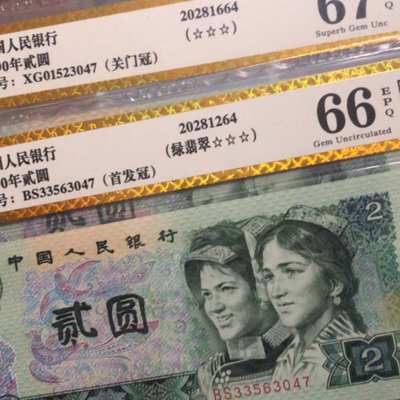 国人民银行
20281664
67
Q
00年贰圆
(☆☆☆)
Superb Gem Unc
号: XG01523047 (关门冠)
国人民银行
20281264
66
E
P
Q
0年贰圆
(绿翡翠☆☆☆)
Gem Uncirculated
号: BS33563047 (首发冠)
中国人民银行
2
贰圆
BS33563047
2